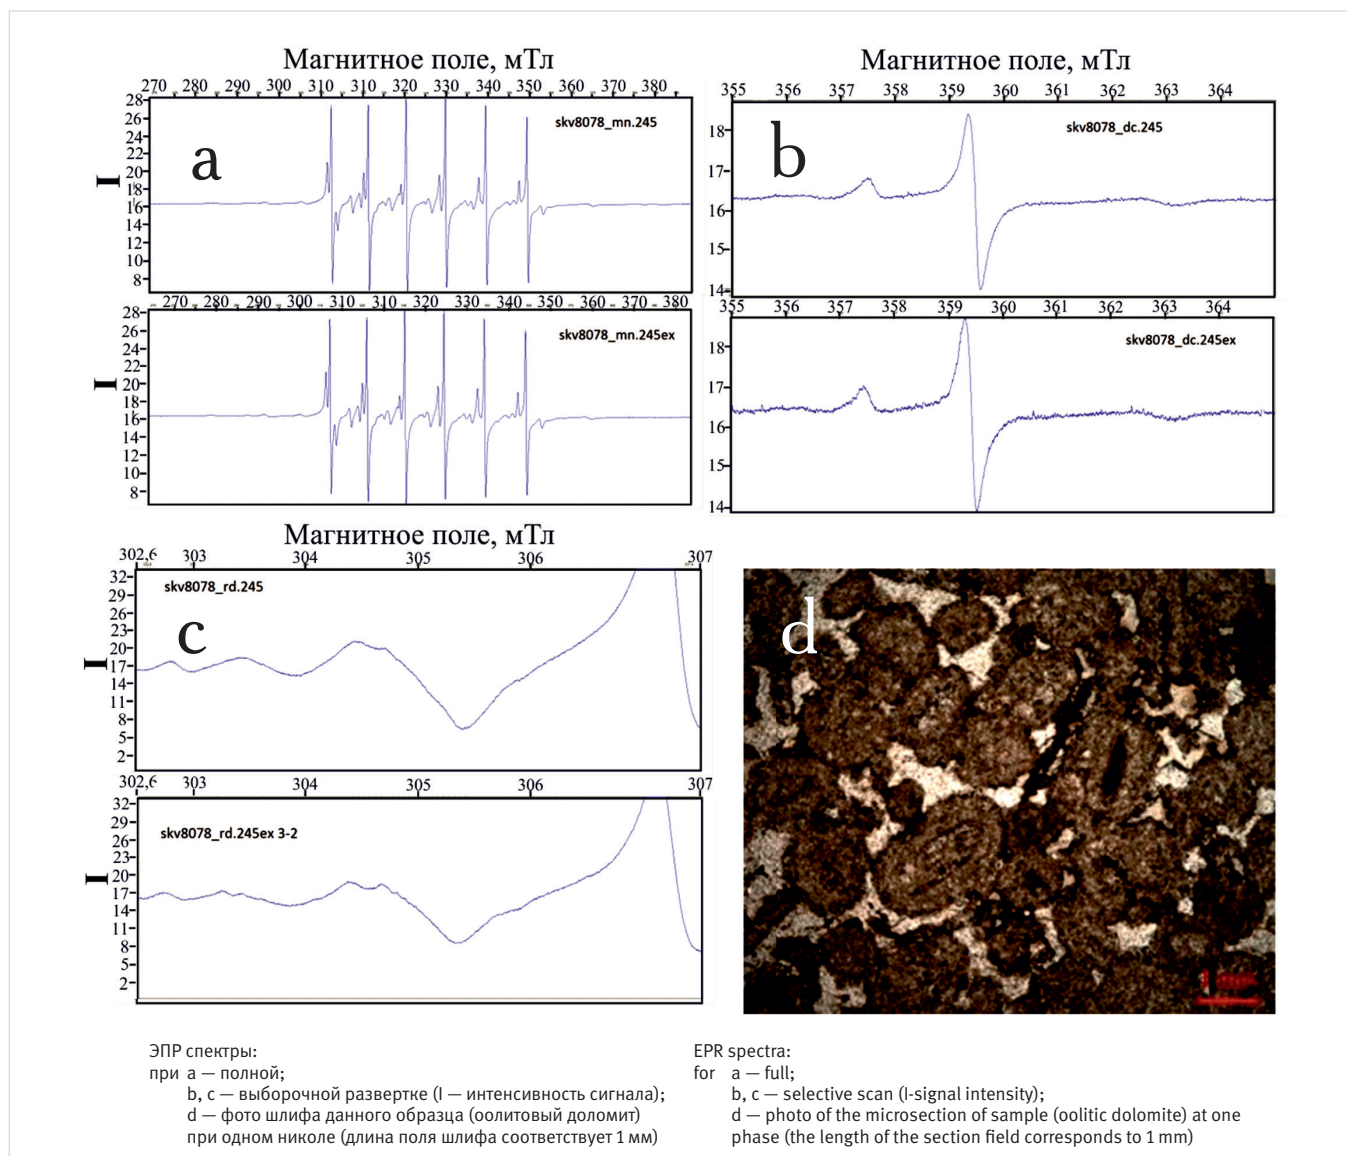 Магнитное поле, мТл
270 280 290 300 310 320 330 340 350 360 370 380
28
26
24
22
20
18
16
14
12
10
8
I
a
skv8078_mn.245
270 280 290 300 310 320 330 340 350 360 370 380
28
26
24
22
20
18
16
14
12
10
8
I
skv8078_mn.245ex
Магнитное поле, мТл
355 356 357 358 359 360 361 362 363 364
18
17
16
15
14
b
skv8078_dc.245
355 356 357 358 359 360 361 362 363 364
18
17
16
15
14
skv8078_dc.245ex
Магнитное поле, мТл
302,6 303 304 305 306 307
32
29
26
23
20
17
14
11
8
5
2
I
skv8078_rd.245
c
302,6 303 304 305 306 307
32
29
26
23
20
17
14
11
8
5
2
I
skv8078_rd.245ex 3-2
d
ЭПР спектры:
при a — полной;
b, c — выборочной развертке (I — интенсивность сигнала);
d — фото шлифа данного образца (оолитовый доломит)
при одном николе (длина поля шлифа соответствует 1 мм)
EPR spectra:
for a — full;
b, c — selective scan (I-signal intensity);
d — photo of the microsection of sample (oolitic dolomite) at one
phase (the length of the section field corresponds to 1 mm)